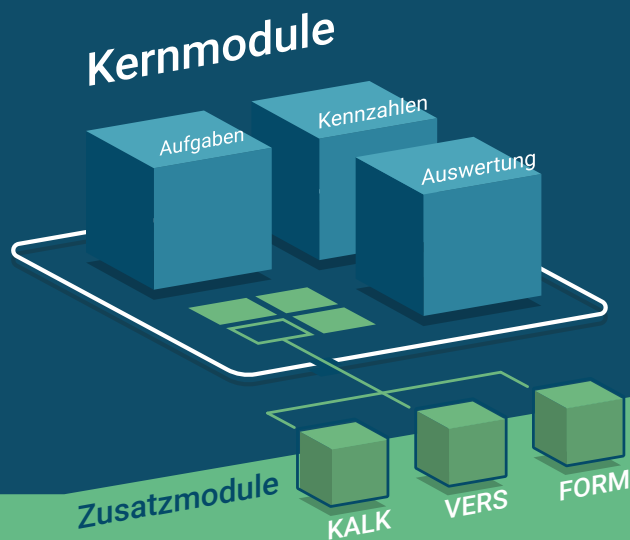 Kernmodule
Aufgaben
Kennzahlen
Auswertung
Zusatzmodule
KALK
VERS
FORM